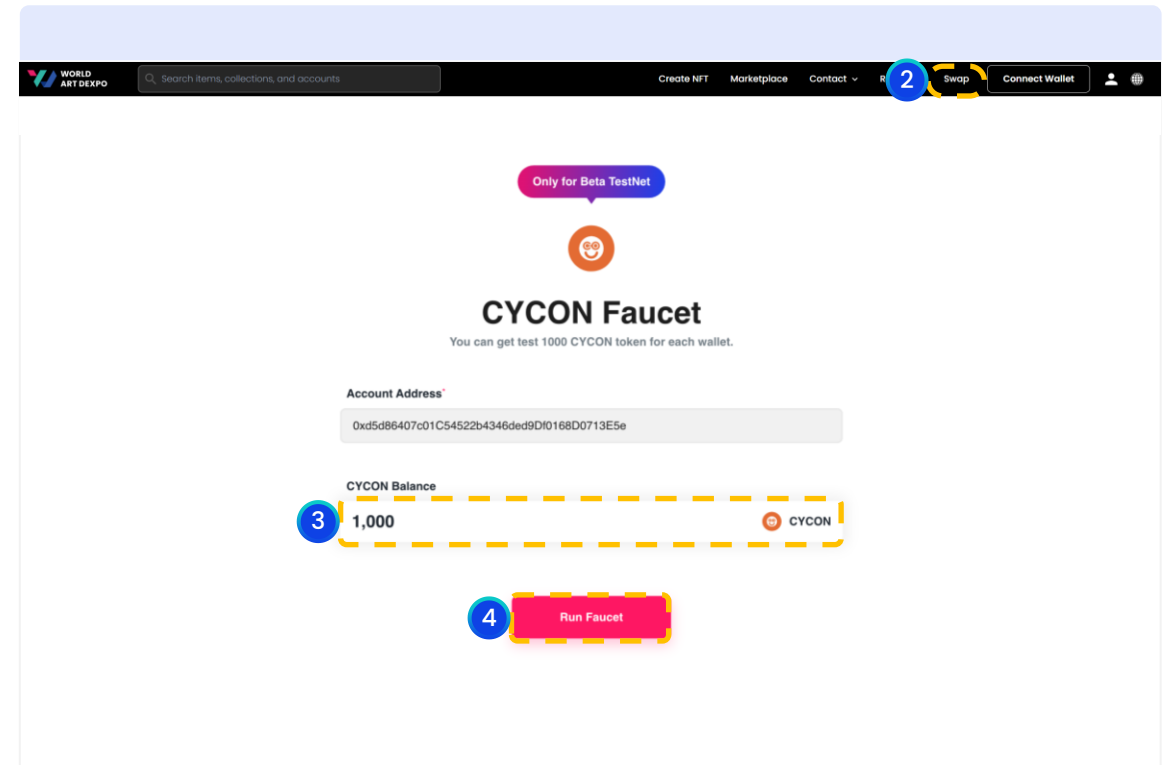 WORLD
ART DEXPO
Search items, collections, and accounts
Create NFT
Marketplace
Contact
2
Swap
Connect Wallet
Only for Beta TestNet
CYCON Faucet
You can get test 1000 CYCON token for each wallet.
Account Address*
0xd5d86407c01C54522b4346ded9Df0168D0713E5e
CYCON Balance
3
1,000
CYCON
4
Run Faucet